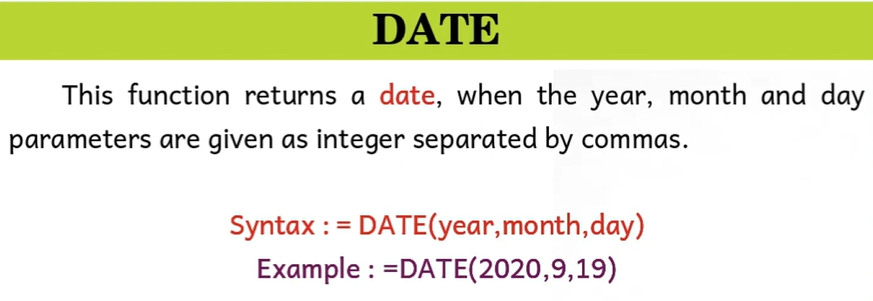 DATE
This function returns a date, when the year, month and day
parameters are given as integer separated by commas.
Syntax : = DATE(year,month,day)
Example : =DATE(2020,9,19)